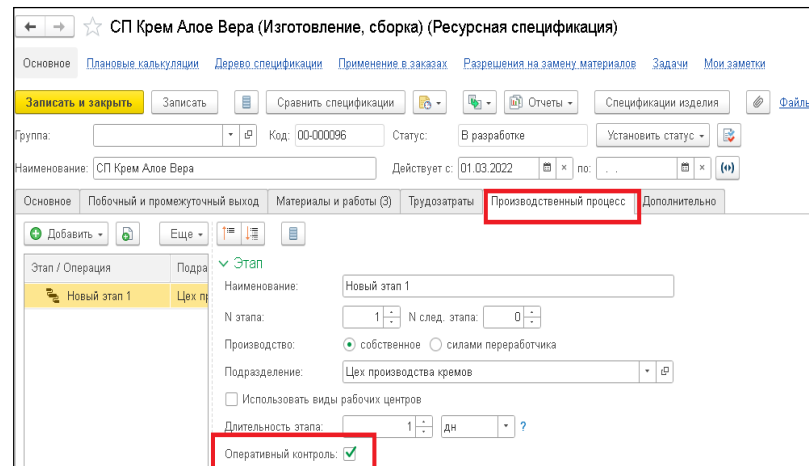 СП Крем Алое Вера (Изготовление, сборка) (Ресурсная спецификация)
Основное Плановые калькуляции Дерево спецификации Применение в заказах Разрешения на замену материалов Задачи Мои заметки
Записать и закрыть Записать Сравнить спецификации Отчеты Спецификации изделия
Группа: Код: 00-000096 Статус: В разработке Установить статус
Наименование: СП Крем Алое Вера Действует с: 01.03.2022 по: . .
Основное Побочный и промежуточный выход Материалы и работы (3) Трудозатраты Производственный процесс Дополнительно
Добавить Еще
Этап / Операция
Новый этап 1
Этап
Наименование: Новый этап 1
N этапа: 1 N след. этапа: 0
Производство: собственное силами переработчика
Подразделение: Цех производства кремов
Использовать виды рабочих центров
Длительность этапа: 1 дн ?
Оперативный контроль: